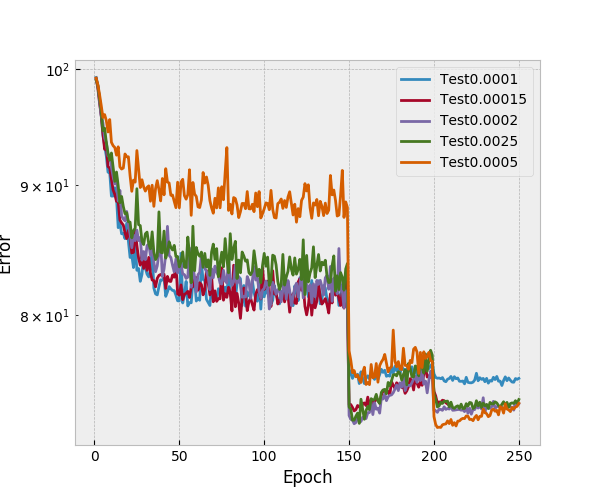 10²
9 × 10¹
8 × 10¹
Error
0 50 100 150 200 250
Epoch
Test0.0001
Test0.00015
Test0.0002
Test0.0025
Test0.0005